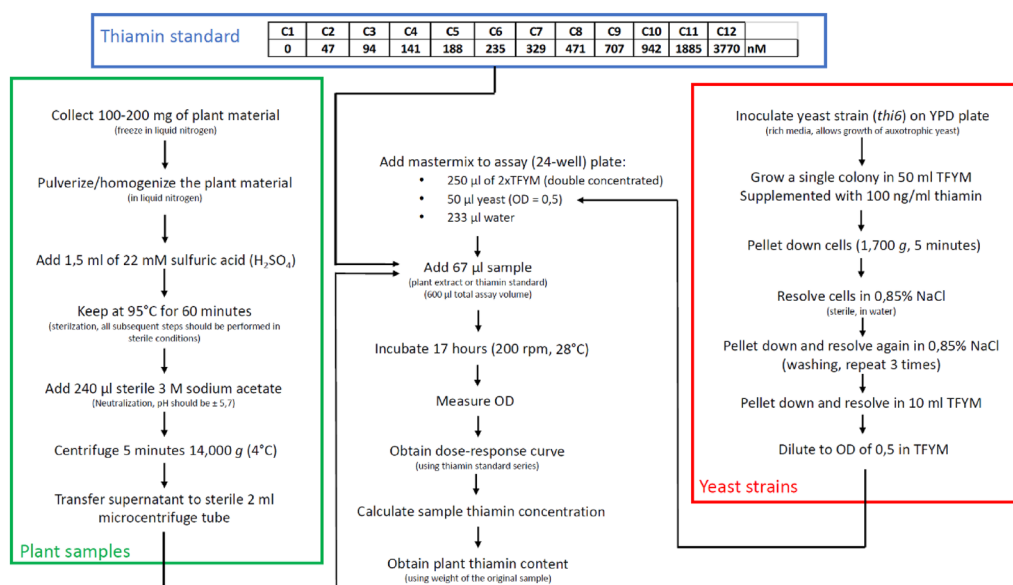 Thiamin standard
C1 C2 C3 C4 C5 C6 C7 C8 C9 C10 C11 C12
0 47 94 141 188 235 329 471 707 942 1885 3770 nM
Collect 100-200 mg of plant material
(freeze in liquid nitrogen)
Pulverize/homogenize the plant material
(in liquid nitrogen)
Add 1,5 ml of 22 mM sulfuric acid (H₂SO₄)
Keep at 95°C for 60 minutes
(sterilzation, all subsequent steps should be performed in
sterile conditions)
Add 240 µl sterile 3 M sodium acetate
(Neutralization, pH should be ± 5,7)
Centrifuge 5 minutes 14,000 g (4°C)
Transfer supernatant to sterile 2 ml
microcentrifuge tube
Plant samples
Add mastermix to assay (24-well) plate:
• 250 µl of 2xTFYM (double concentrated)
• 50 µl yeast (OD = 0,5)
• 233 µl water
Add 67 µl sample
(plant extract or thiamin standard)
(600 µl total assay volume)
Incubate 17 hours (200 rpm, 28°C)
Measure OD
Obtain dose-response curve
(using thiamin standard series)
Calculate sample thiamin concentration
Obtain plant thiamin content
(using weight of the original sample)
Inoculate yeast strain (thi6) on YPD plate
(rich media, allows growth of auxotrophic yeast)
Grow a single colony in 50 ml TFYM
Supplemented with 100 ng/ml thiamin
Pellet down cells (1,700 g, 5 minutes)
Resolve cells in 0,85% NaCl
(sterile, in water)
Pellet down and resolve again in 0,85% NaCl
(washing, repeat 3 times)
Pellet down and resolve in 10 ml TFYM
Dilute to OD of 0,5 in TFYM
Yeast strains